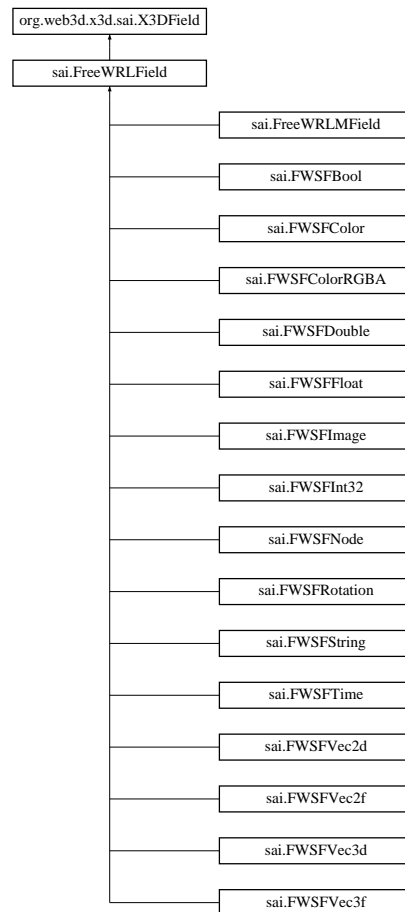 org.web3d.x3d.sai.X3DField
sai.FreeWRLField
sai.FreeWRLMField
sai.FWSFBool
sai.FWSFColor
sai.FWSFColorRGBA
sai.FWSFDouble
sai.FWSFFloat
sai.FWSFImage
sai.FWSFInt32
sai.FWSFNode
sai.FWSFRotation
sai.FWSFString
sai.FWSFTime
sai.FWSFVec2d
sai.FWSFVec2f
sai.FWSFVec3d
sai.FWSFVec3f